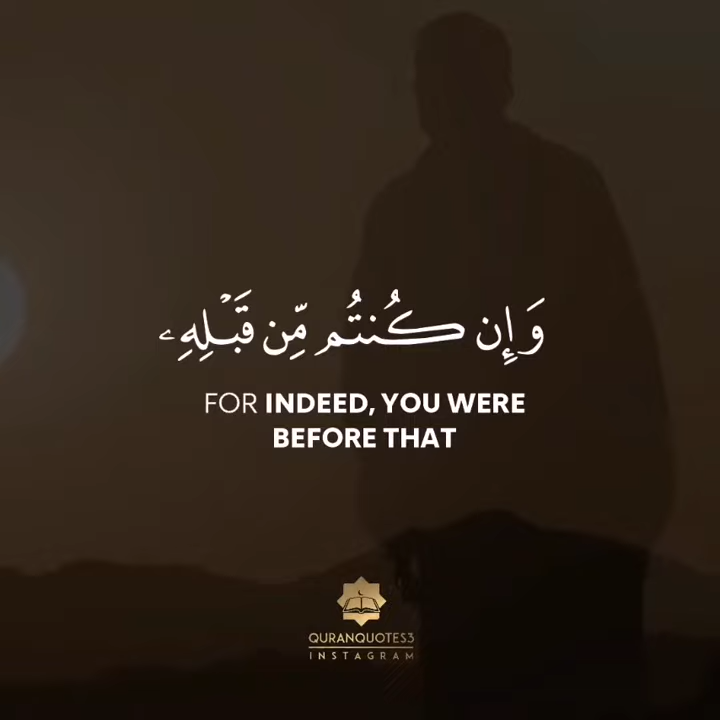 وَإِن كُنتُم مِّن قَبْلِهِۦ
FOR INDEED, YOU WERE
BEFORE THAT
QURANQUOTES3
INSTAGRAM